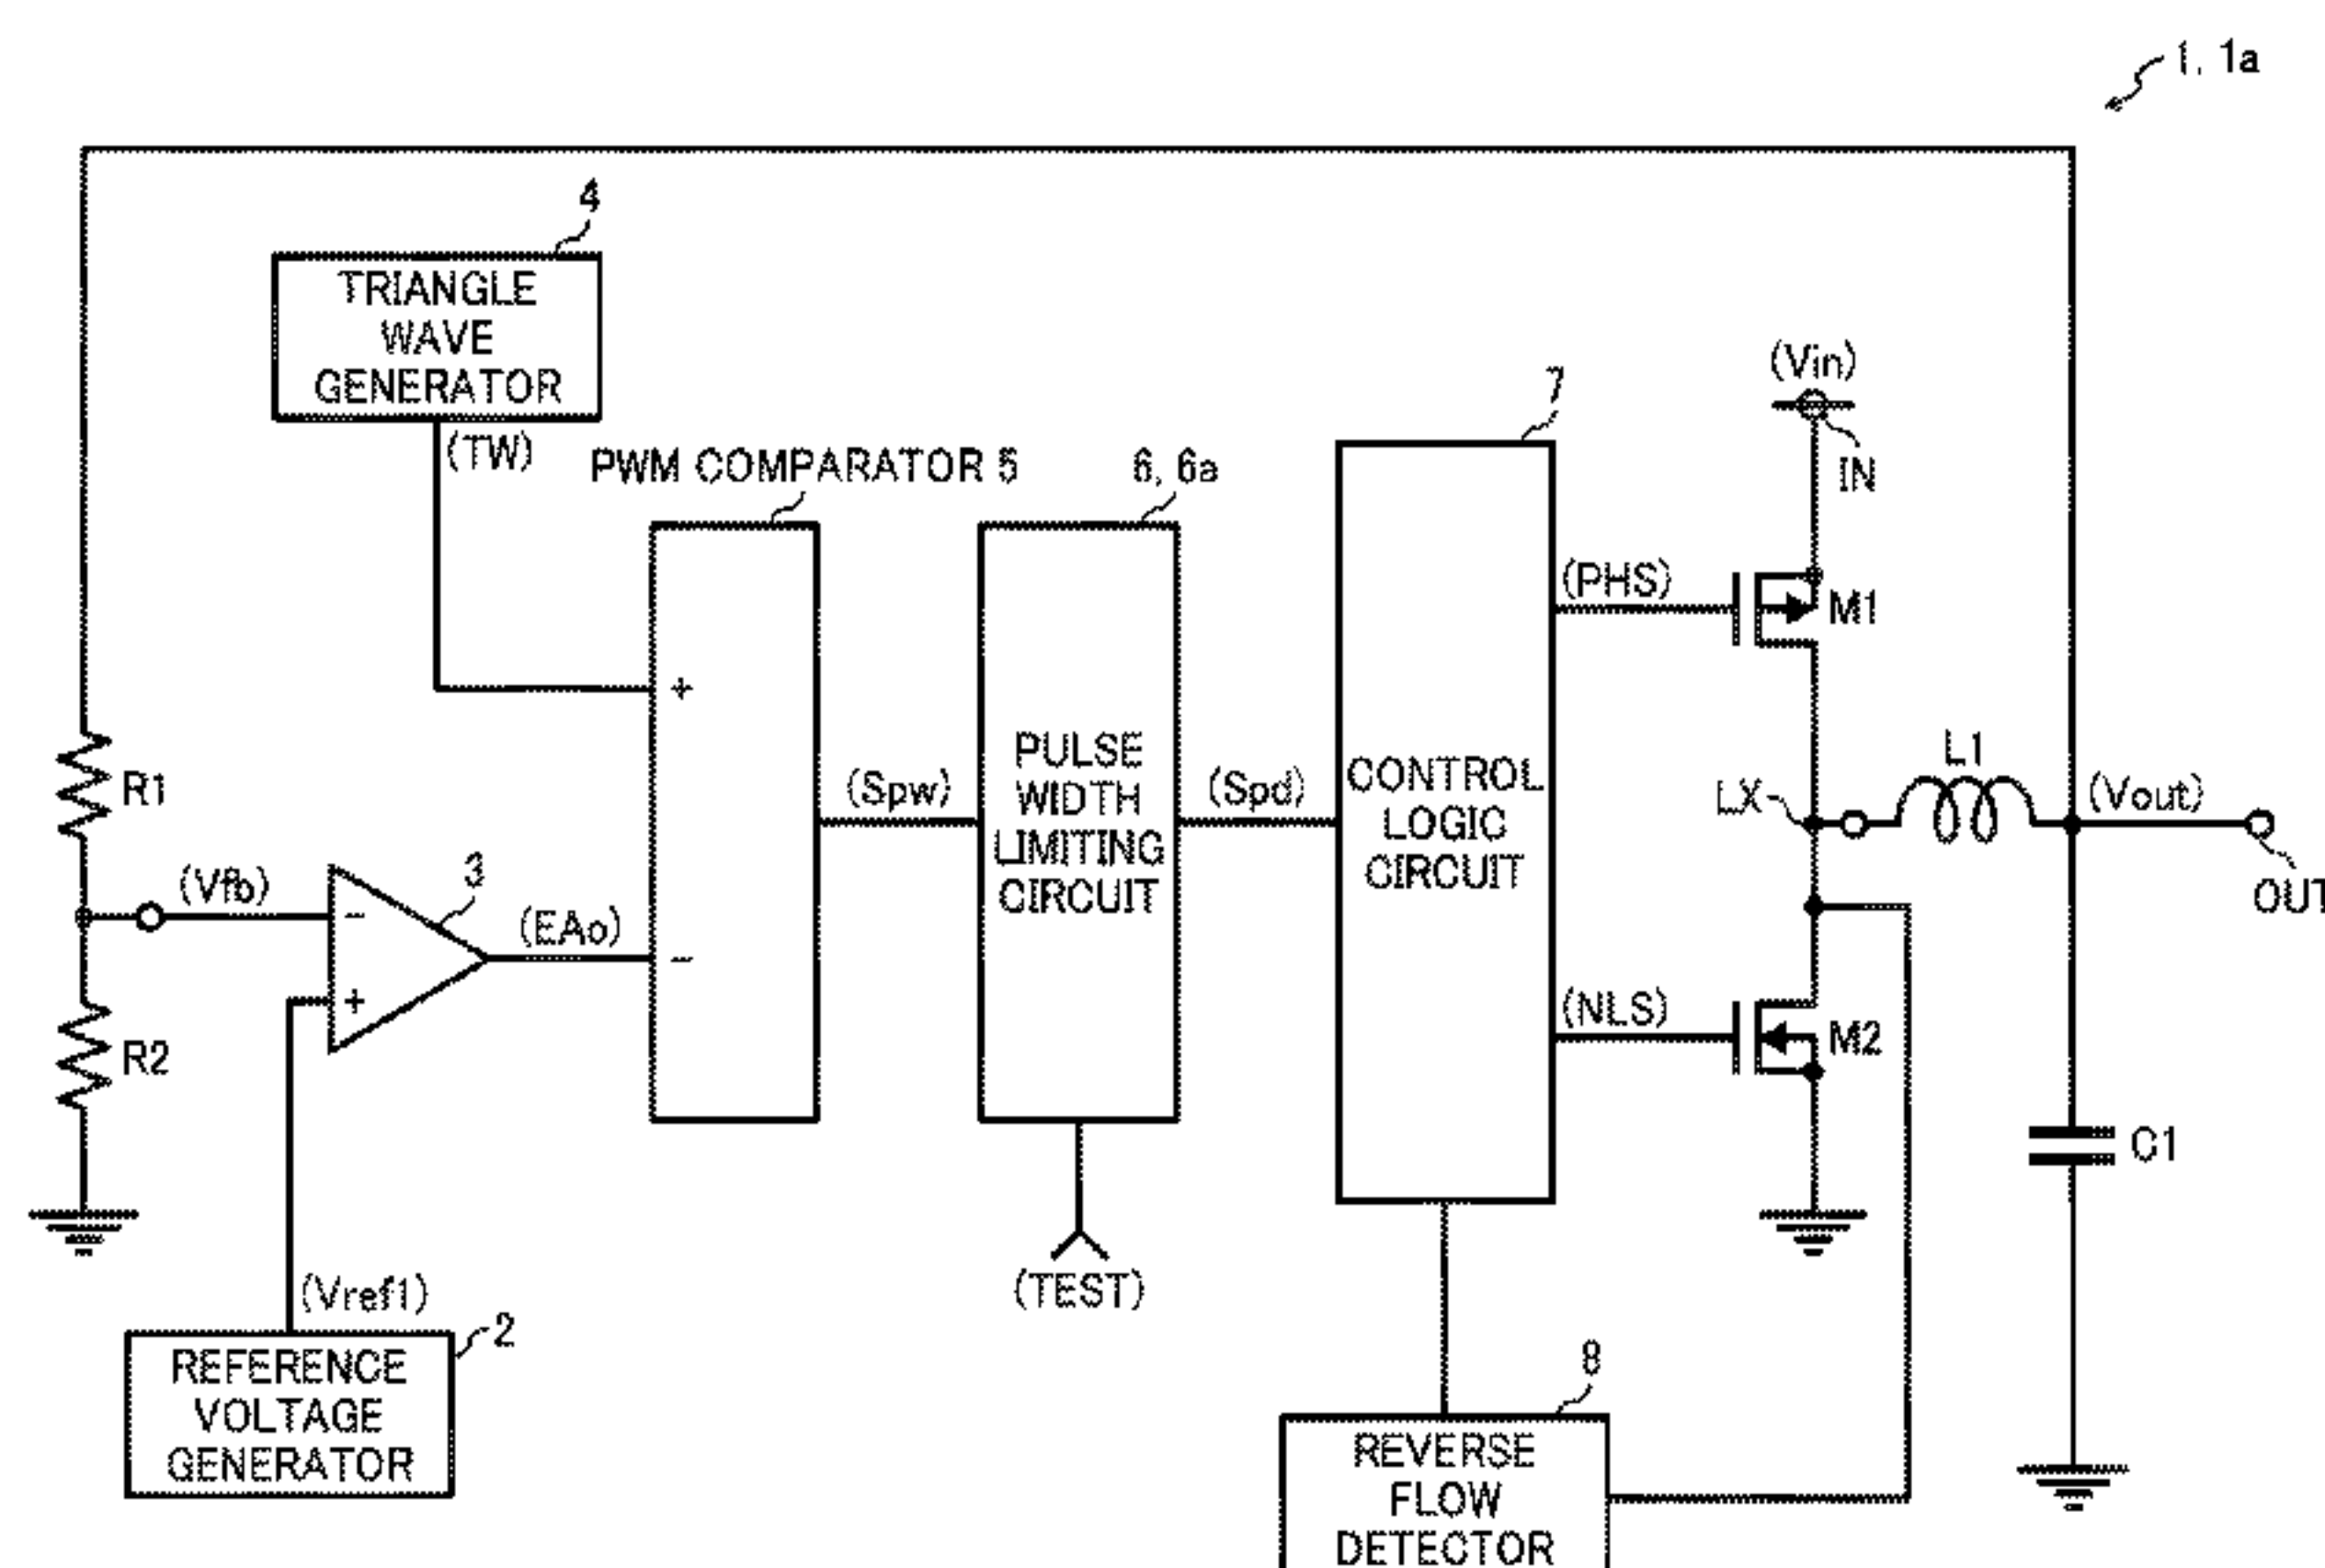 1, 1a
4
TRIANGLE
WAVE
GENERATOR
(TW)
PWM COMPARATOR 5
6, 6a
7
(Vin)
IN
(PHS)
M1
+
R1
(Spw)
PULSE
WIDTH
LIMITING
CIRCUIT
(Spd)
CONTROL
LOGIC
CIRCUIT
LX
L1
(Vout)
OUT
(Vfb)
3
-
+
(EAo)
-
(NLS)
M2
R2
C1
(TEST)
(Vref1)
2
REFERENCE
VOLTAGE
GENERATOR
8
REVERSE
FLOW
DETECTOR